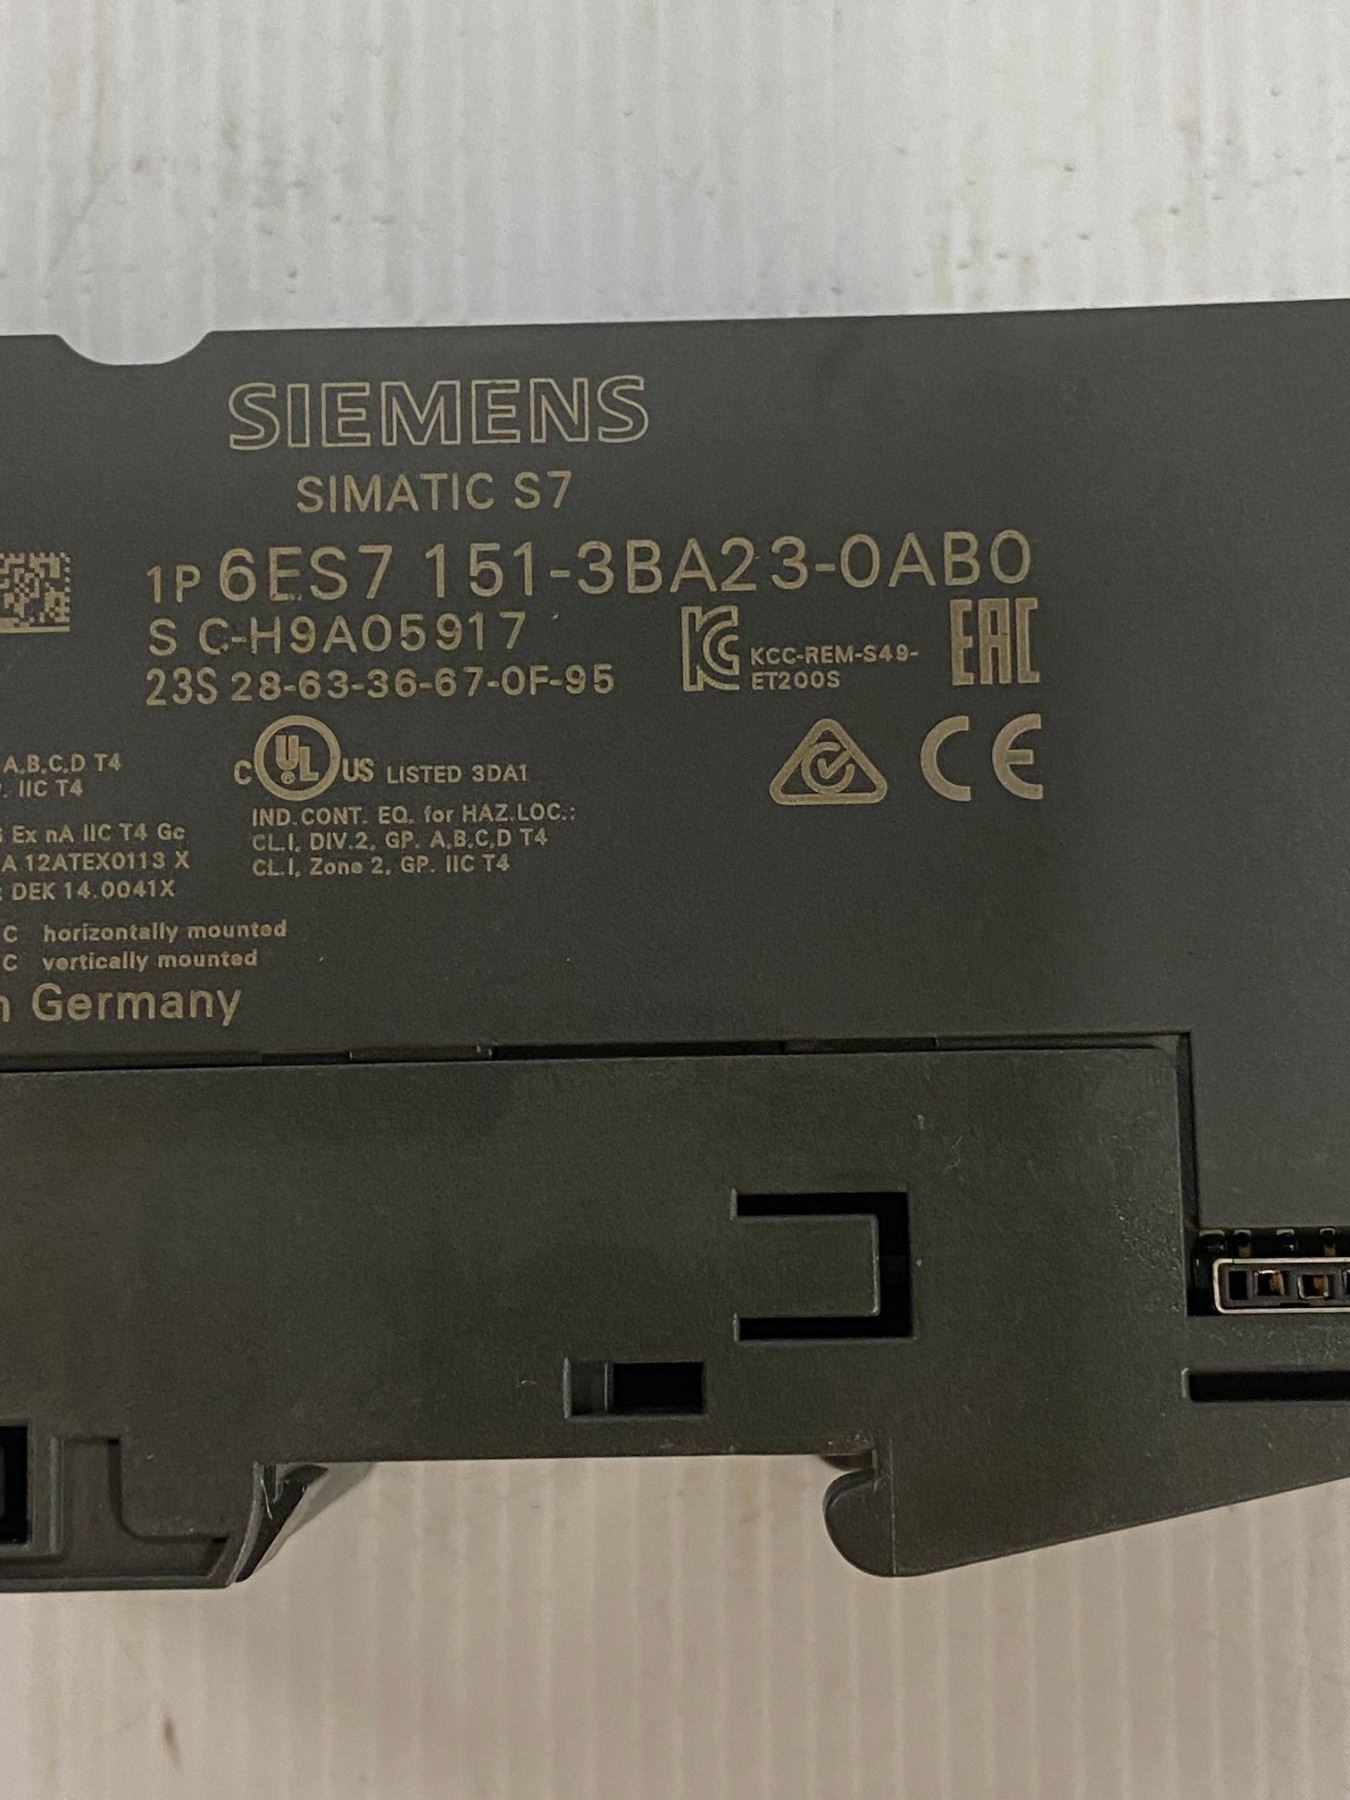 SIEMENS
SIMATIC S7
1P 6ES7 151-3BA23-0AB0
S C-H9A05917
23S 28-63-36-67-0F-95
KCC-REM-S49-
ET200S
EAC
CE
A,B,C,D T4
IIC T4
Ex nA IIC T4 Gc
12ATEX0113 X
DEK 14.0041X
C UL US LISTED 3DA1
IND.CONT. EQ. for HAZ.LOC.:
CL.I, DIV.2, GP. A,B,C,D T4
CL.I, Zone 2, GP. IIC T4
C horizontally mounted
C vertically mounted
Germany